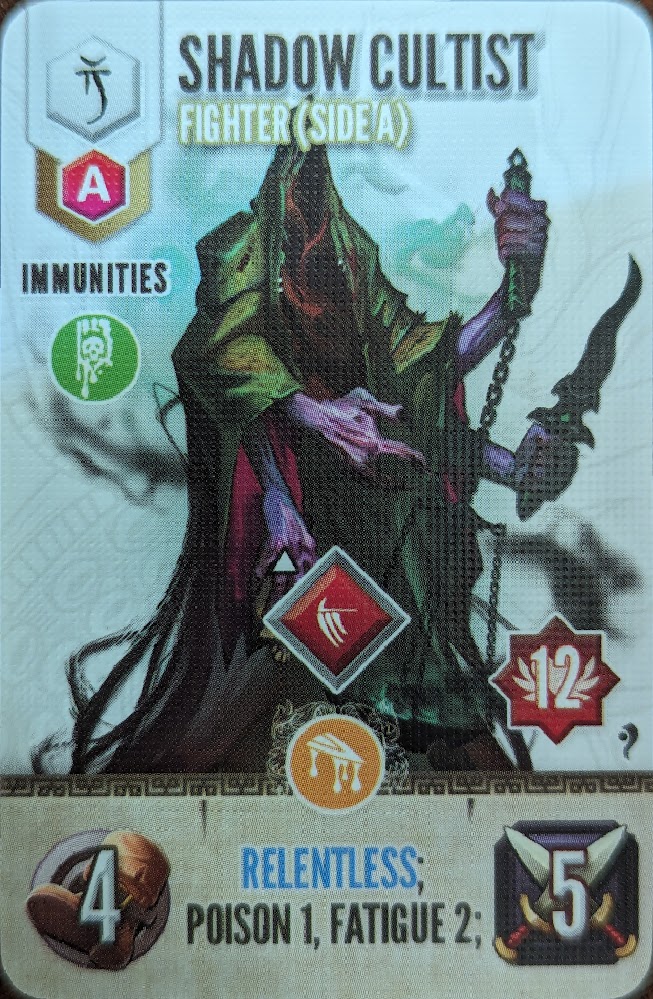 SHADOW CULTIST
FIGHTER (SIDE A)
A
IMMUNITIES
12
4
RELENTLESS;
POISON 1, FATIGUE 2;
5